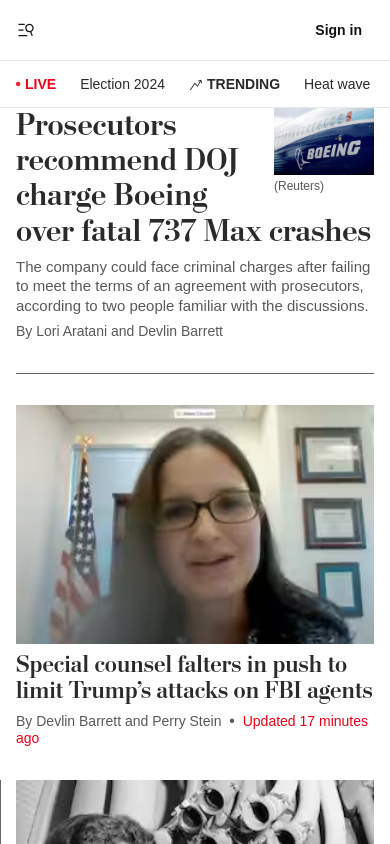 Sign in
LIVE
Election 2024
TRENDING
Heat wave
Prosecutors
recommend DOJ
charge Boeing
over fatal 737 Max crashes
BOEING
(Reuters)
The company could face criminal charges after failing
to meet the terms of an agreement with prosecutors,
according to two people familiar with the discussions.
By Lori Aratani and Devlin Barrett
Special counsel falters in push to
limit Trump’s attacks on FBI agents
By Devlin Barrett and Perry Stein • Updated 17 minutes
ago